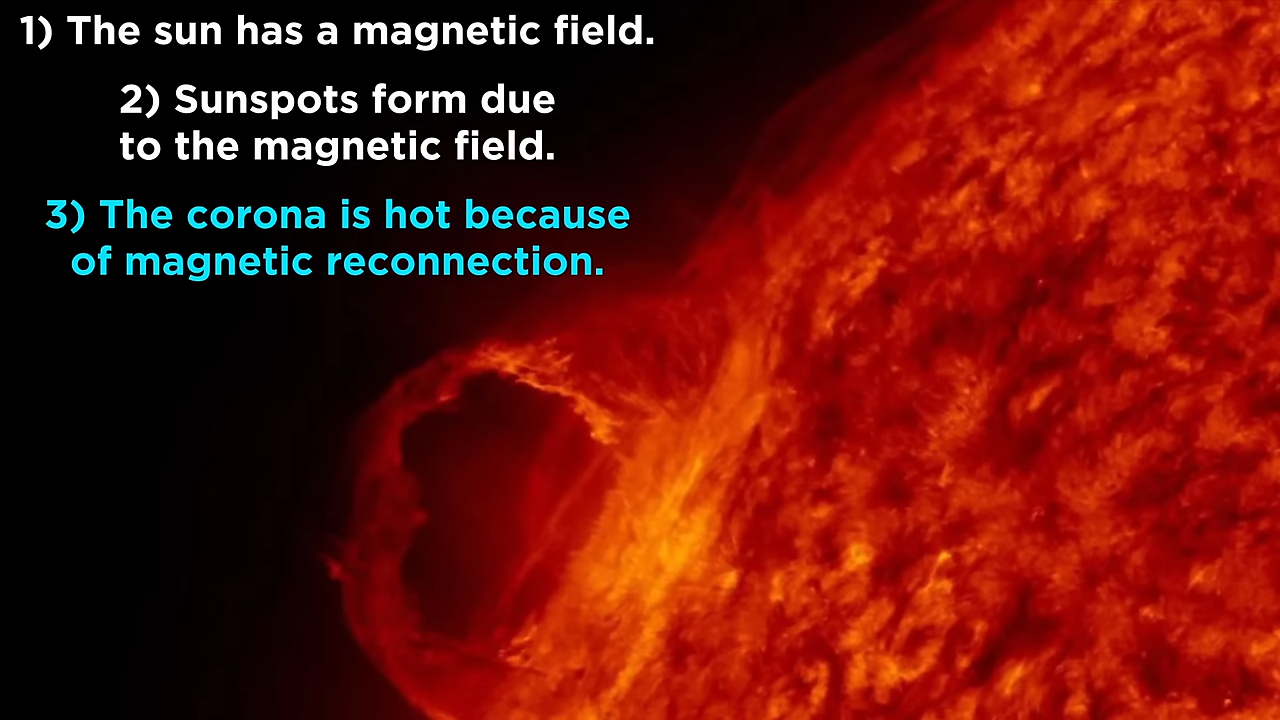 1) The sun has a magnetic field.
2) Sunspots form due
to the magnetic field.
3) The corona is hot because
of magnetic reconnection.